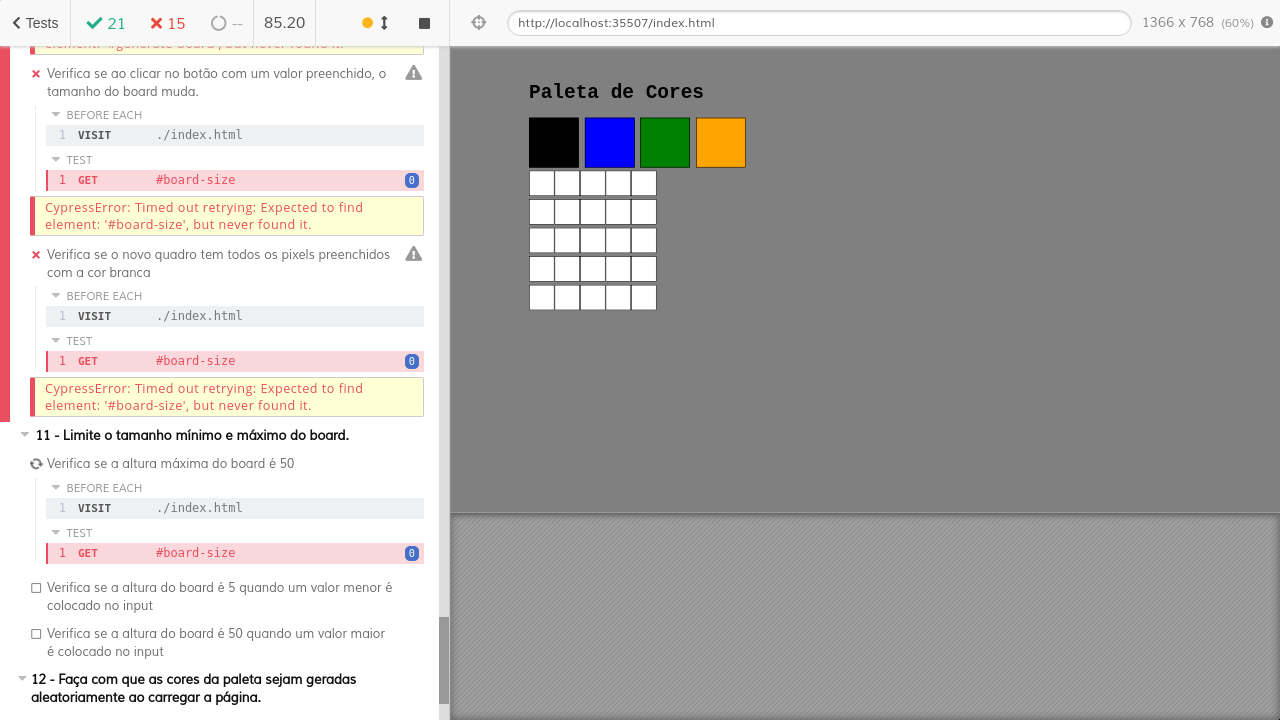 Tests 21 15 -- 85.20
http://localhost:35507/index.html 1366 x 768 (60%)
element: '#generate-board', but never found it.
Verifica se ao clicar no botão com um valor preenchido, o
tamanho do board muda.
BEFORE EACH
1 VISIT ./index.html
TEST
1 GET #board-size 0
CypressError: Timed out retrying: Expected to find
element: '#board-size', but never found it.
Verifica se o novo quadro tem todos os pixels preenchidos
com a cor branca
BEFORE EACH
1 VISIT ./index.html
TEST
1 GET #board-size 0
CypressError: Timed out retrying: Expected to find
element: '#board-size', but never found it.
11 - Limite o tamanho mínimo e máximo do board.
Verifica se a altura máxima do board é 50
BEFORE EACH
1 VISIT ./index.html
TEST
1 GET #board-size 0
Verifica se a altura do board é 5 quando um valor menor é
colocado no input
Verifica se a altura do board é 50 quando um valor maior
é colocado no input
12 - Faça com que as cores da paleta sejam geradas
aleatoriamente ao carregar a página.
Paleta de Cores